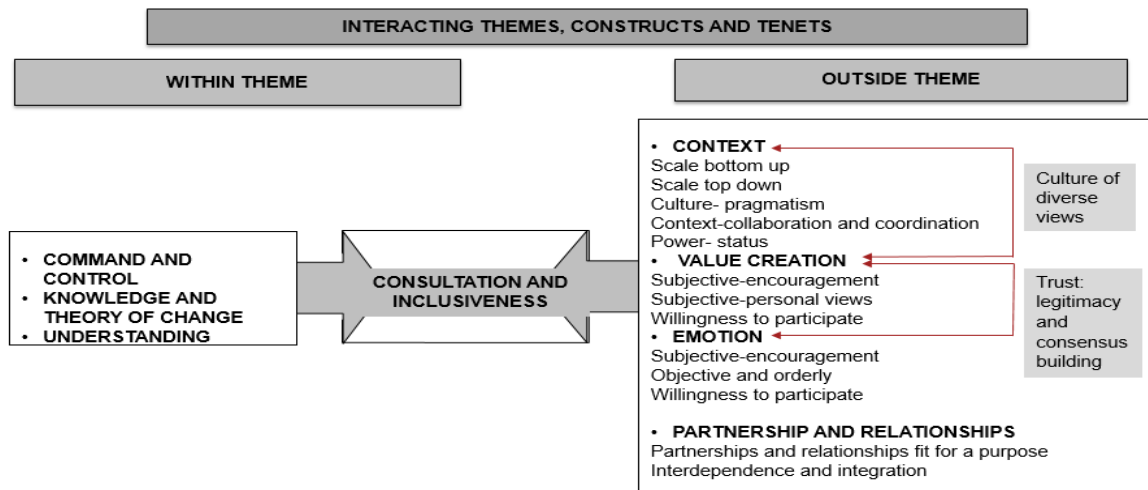 INTERACTING THEMES, CONSTRUCTS AND TENETS
WITHIN THEME
OUTSIDE THEME
• COMMAND AND
CONTROL
• KNOWLEDGE AND
THEORY OF CHANGE
• UNDERSTANDING
CONSULTATION AND
INCLUSIVENESS
• CONTEXT
Scale bottom up
Scale top down
Culture- pragmatism
Context-collaboration and coordination
Power- status
• VALUE CREATION
Subjective-encouragement
Subjective-personal views
Willingness to participate
• EMOTION
Subjective-encouragement
Objective and orderly
Willingness to participate
• PARTNERSHIP AND RELATIONSHIPS
Partnerships and relationships fit for a purpose
Interdependence and integration
Culture of
diverse
views
Trust:
legitimacy
and
consensus
building